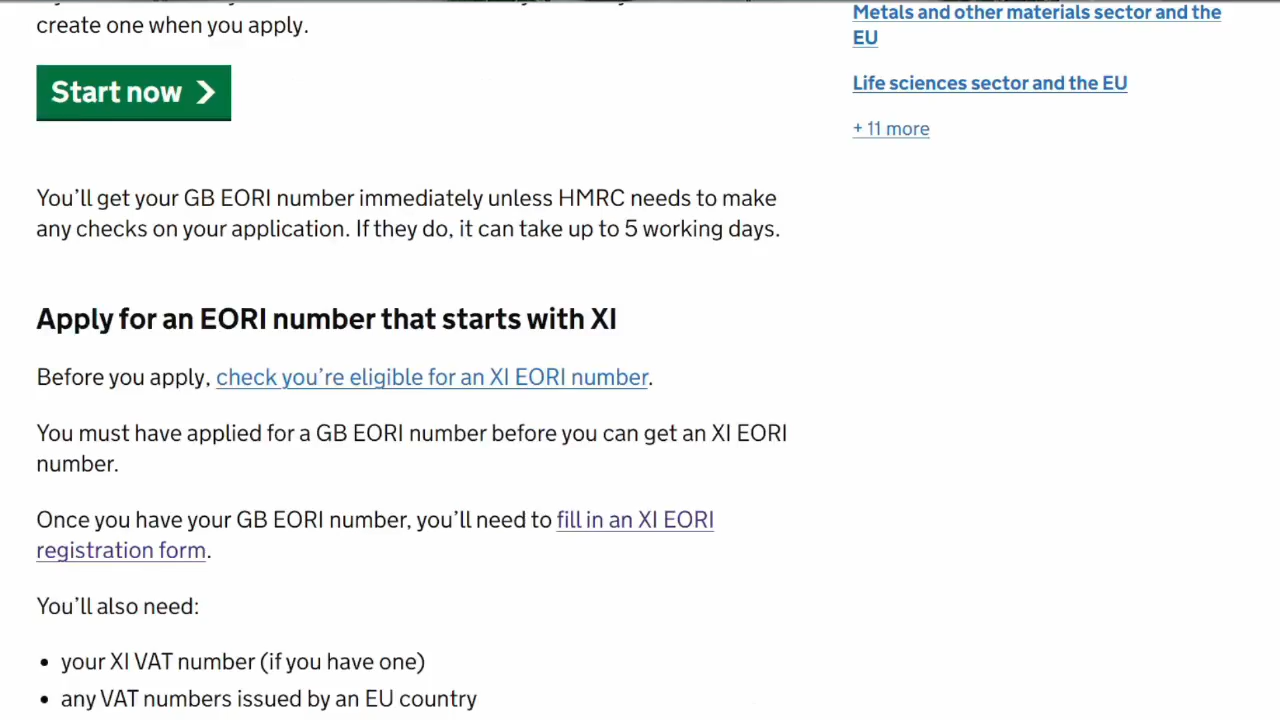 create one when you apply.
Start now
You'll get your GB EORI number immediately unless HMRC needs to make
any checks on your application. If they do, it can take up to 5 working days.
Apply for an EORI number that starts with XI
Before you apply, check you're eligible for an XI EORI number.
You must have applied for a GB EORI number before you can get an XI EORI
number.
Once you have your GB EORI number, you'll need to fill in an XI EORI
registration form.
You'll also need:
• your XI VAT number (if you have one)
• any VAT numbers issued by an EU country
Metals and other materials sector and the
EU
Life sciences sector and the EU
+ 11 more